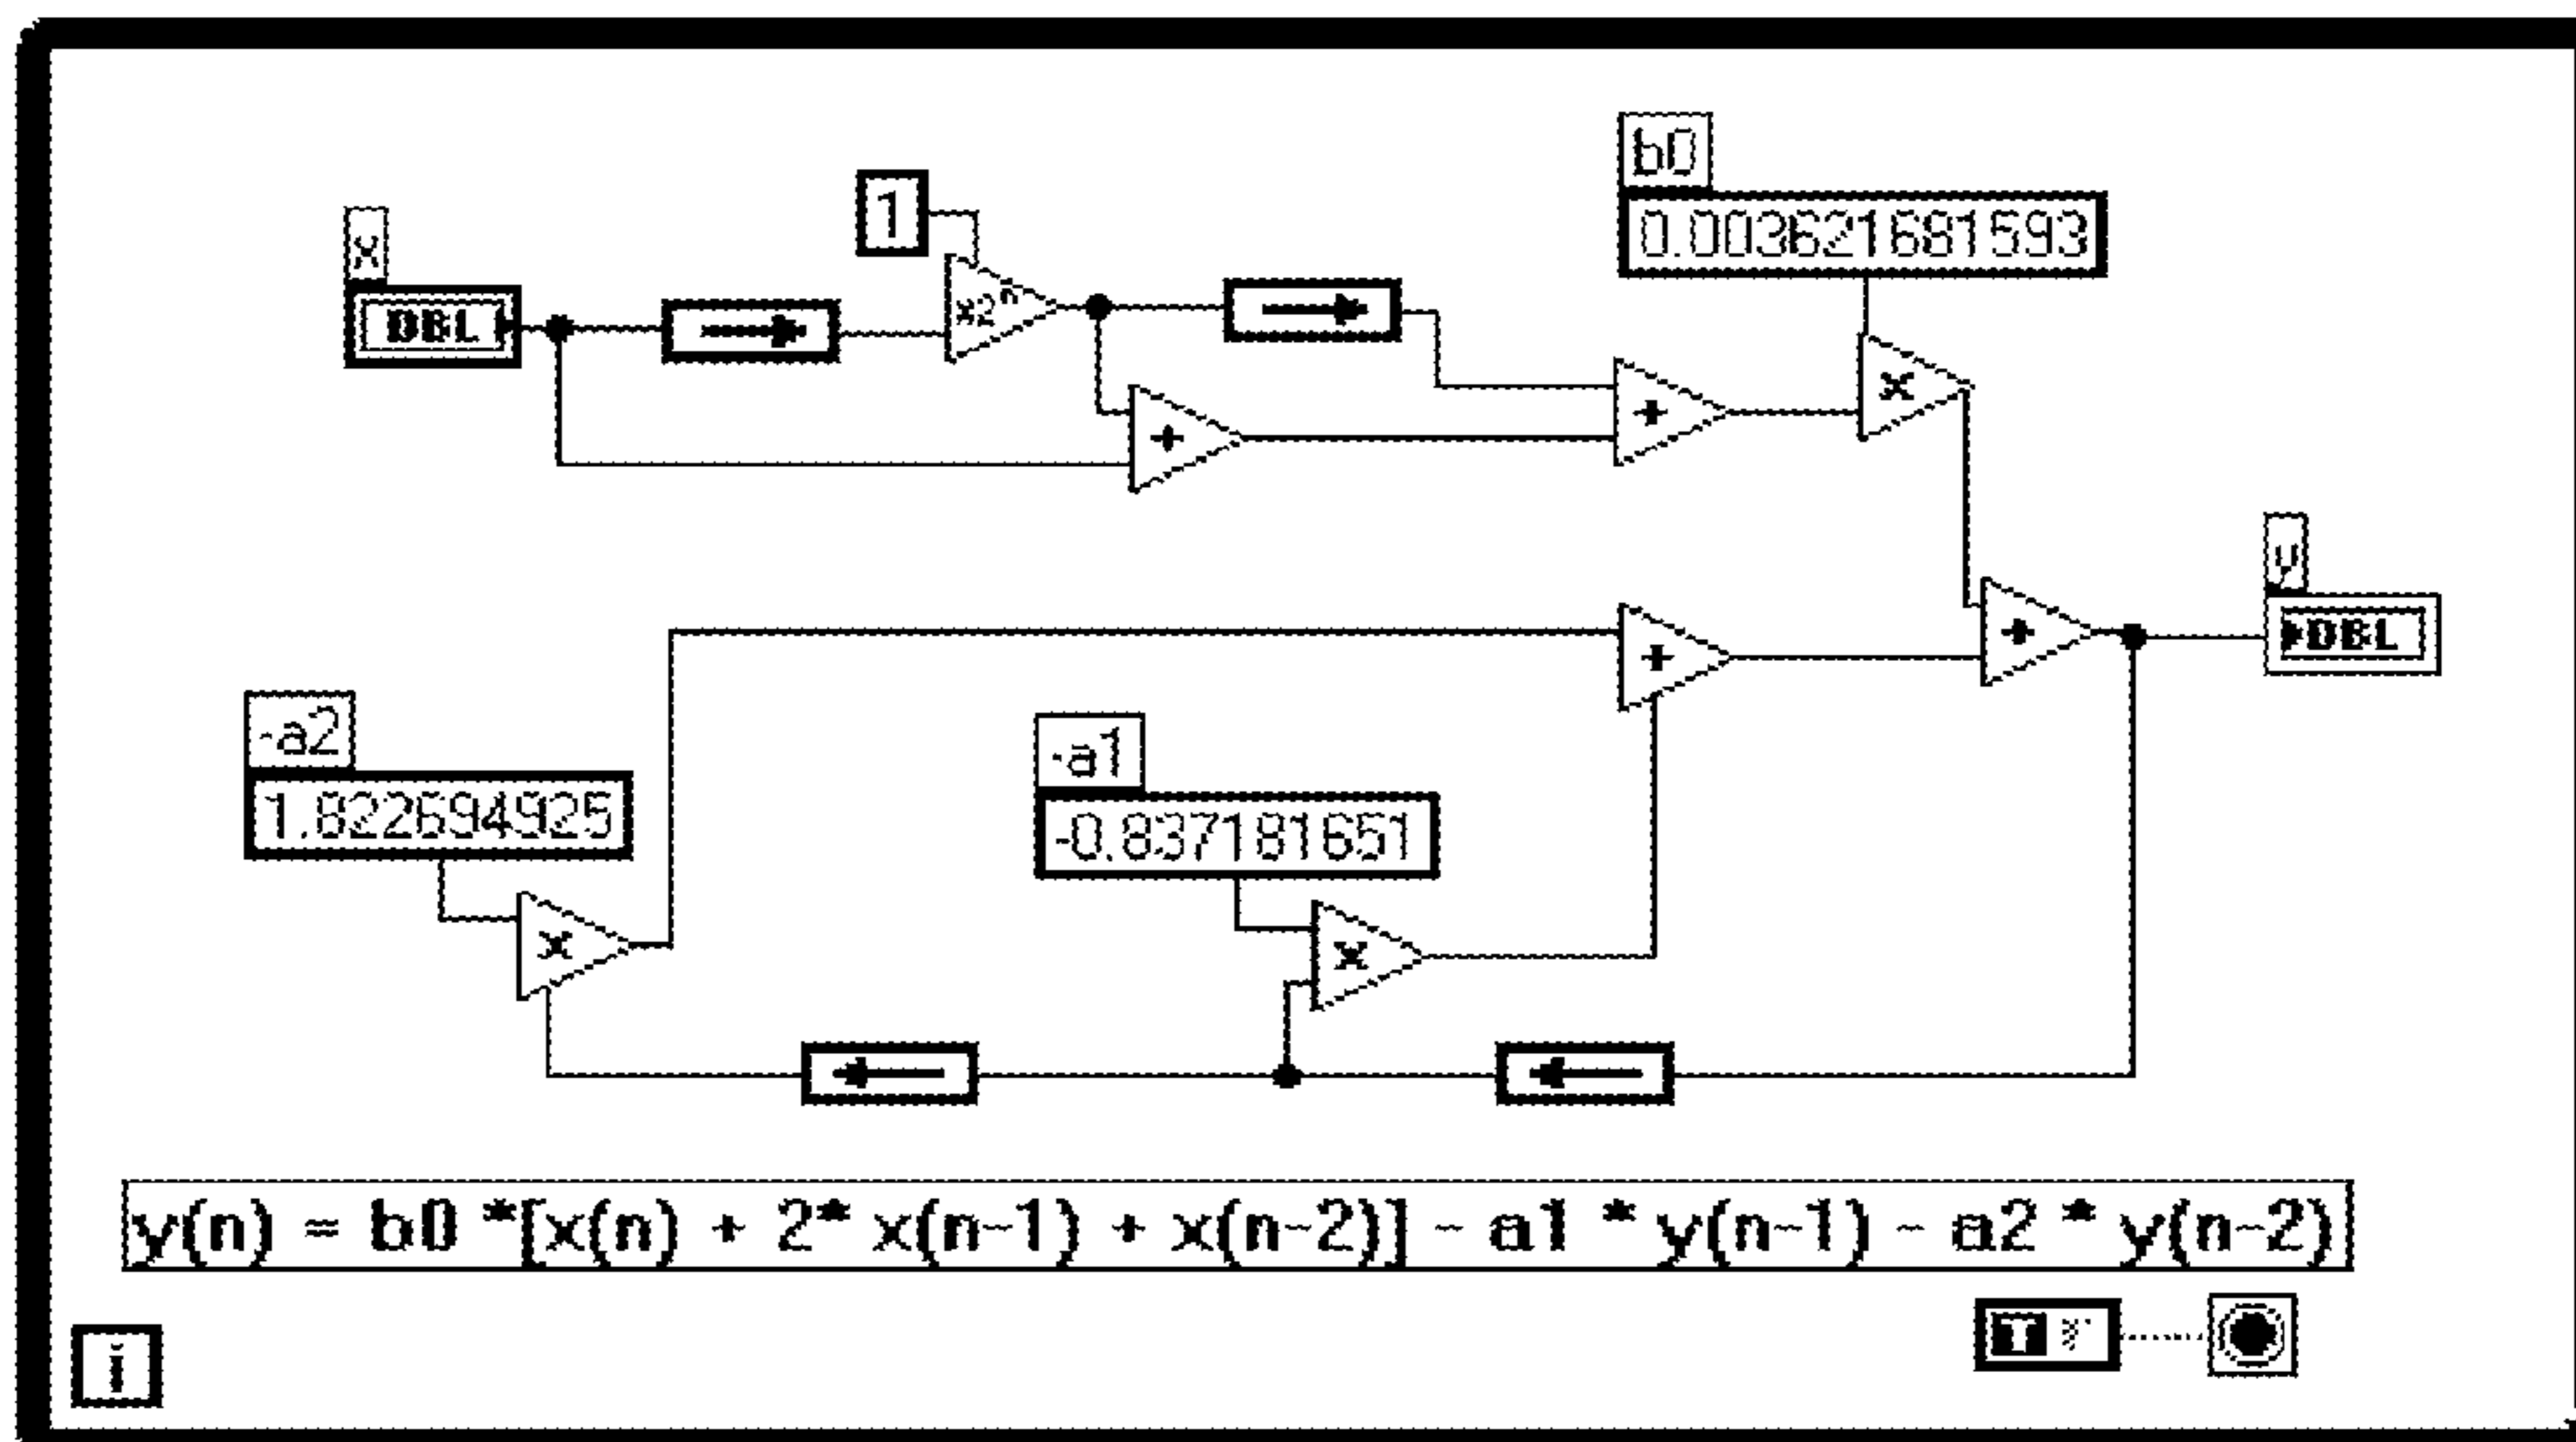 b0
0.003621681593
1
x
DBL
x2^n
+
+
x
y
DBL
+
+
-a2
1.822694925
-a1
-0.837181651
x
x
y(n) = b0 *[x(n) + 2* x(n-1) + x(n-2)] - a1 * y(n-1) - a2 * y(n-2)
i
T